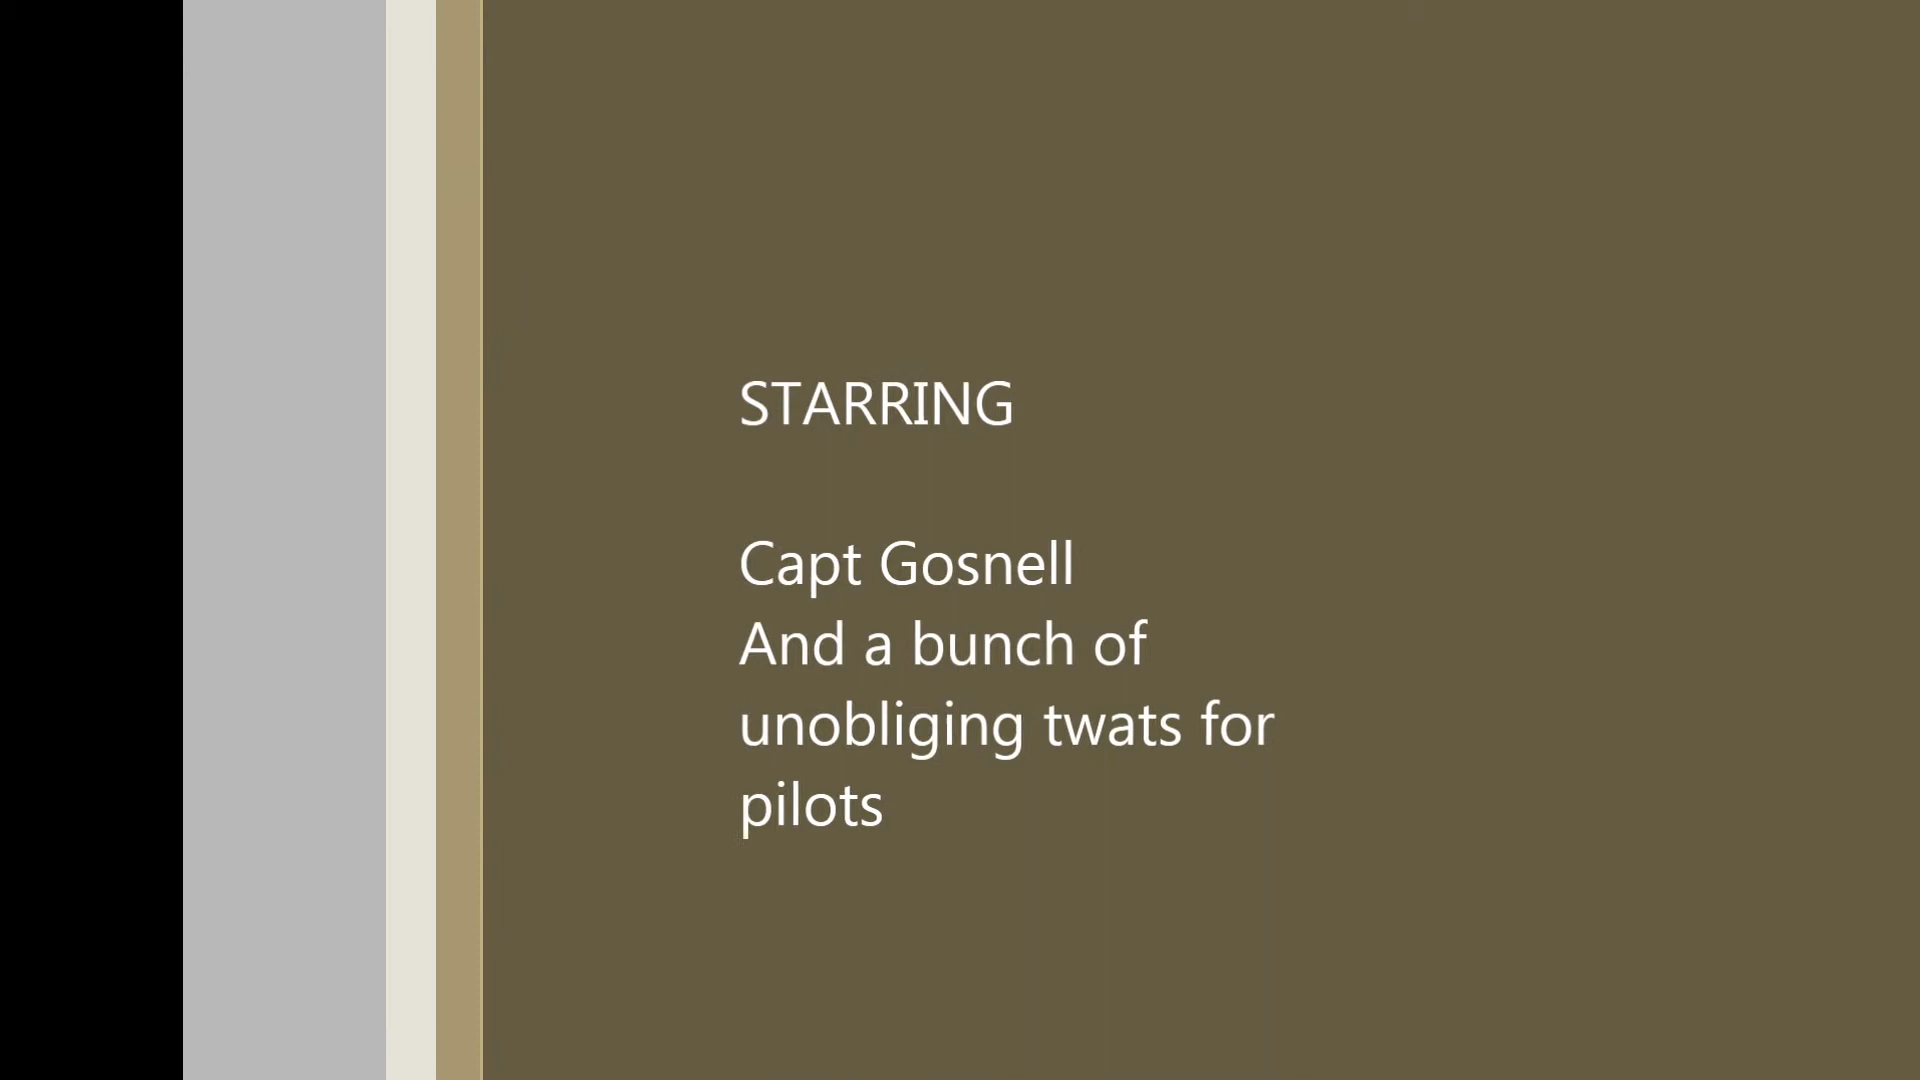 STARRING
Capt Gosnell
And a bunch of
unobliging twats for
pilots